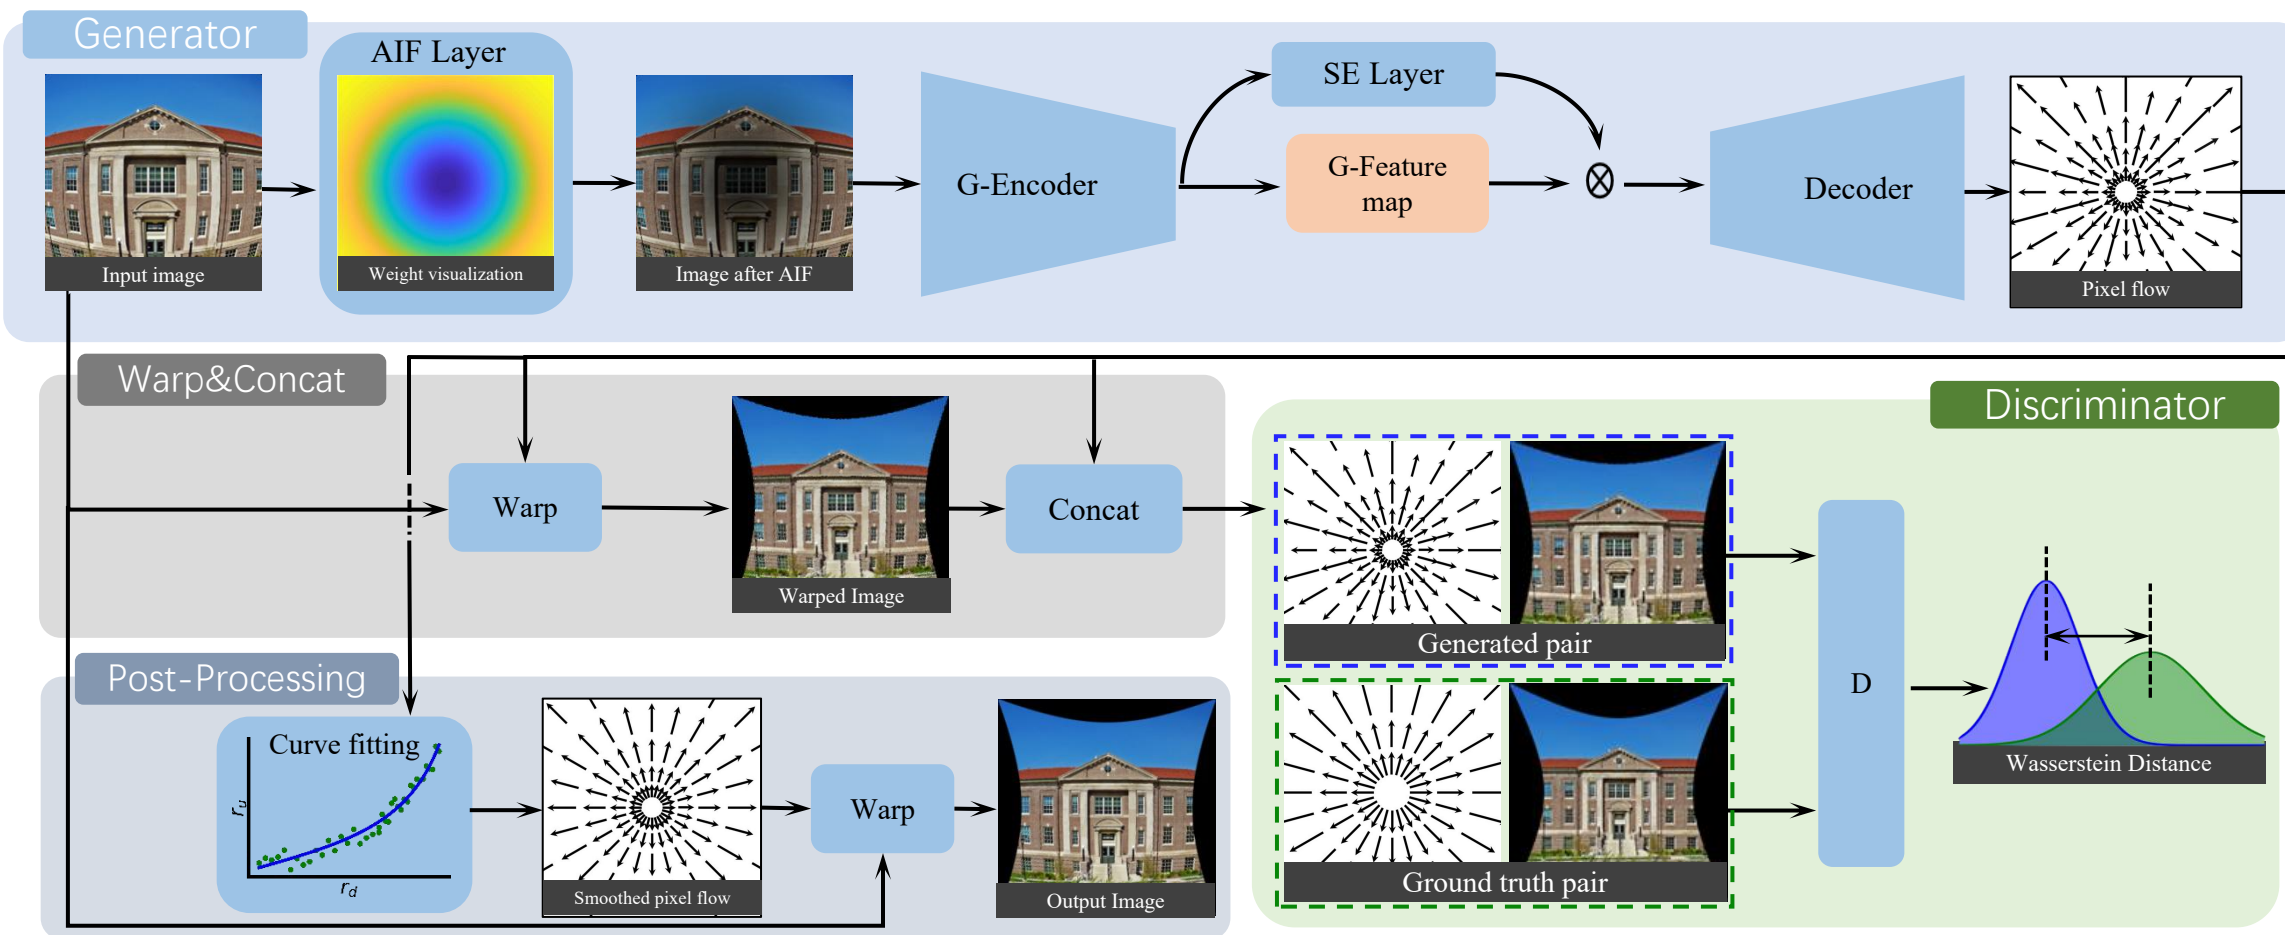 Generator
AIF Layer
SE Layer
G-Feature
map
G-Encoder
Decoder
Input image
Weight visualization
Image after AIF
Pixel flow
Warp&Concat
Warp
Concat
Warped Image
Discriminator
Generated pair
Ground truth pair
D
Wasserstein Distance
Post-Processing
Curve fitting
r_u
r_d
Smoothed pixel flow
Warp
Output Image